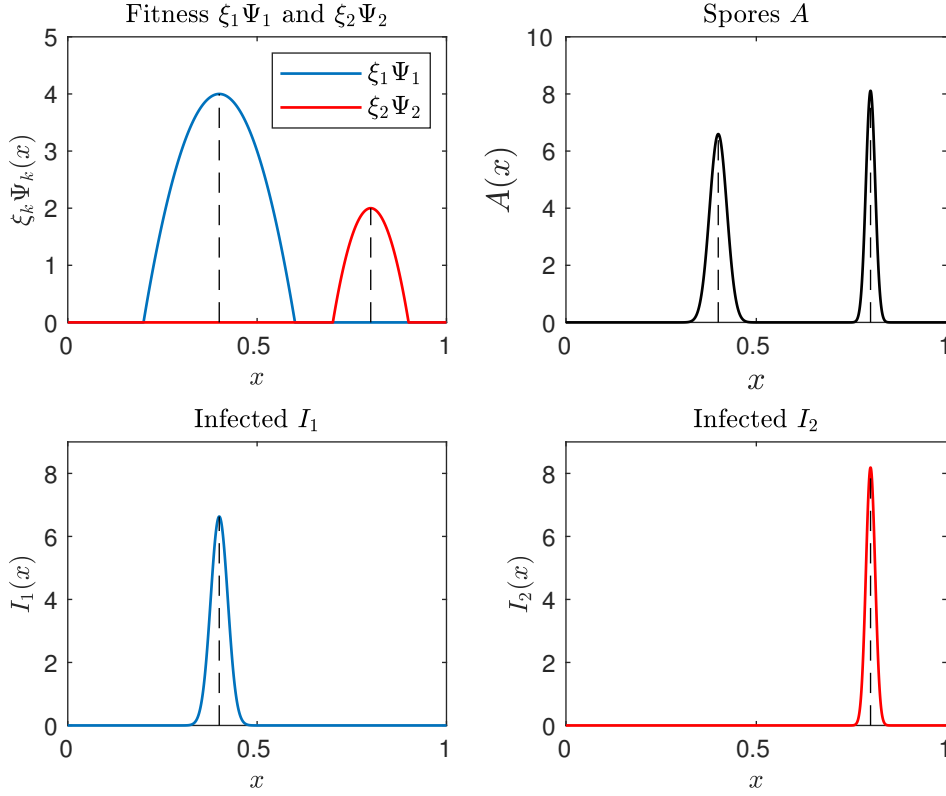 Fitness ξ₁Ψ₁ and ξ₂Ψ₂
5
4
3
2
1
0
ξₖΨₖ(x)
ξ₁Ψ₁
ξ₂Ψ₂
0
0.5
1
x
Spores A
10
8
6
4
2
0
A(x)
0
0.5
1
x
Infected I₁
8
6
4
2
0
I₁(x)
0
0.5
1
x
Infected I₂
8
6
4
2
0
I₂(x)
0
0.5
1
x